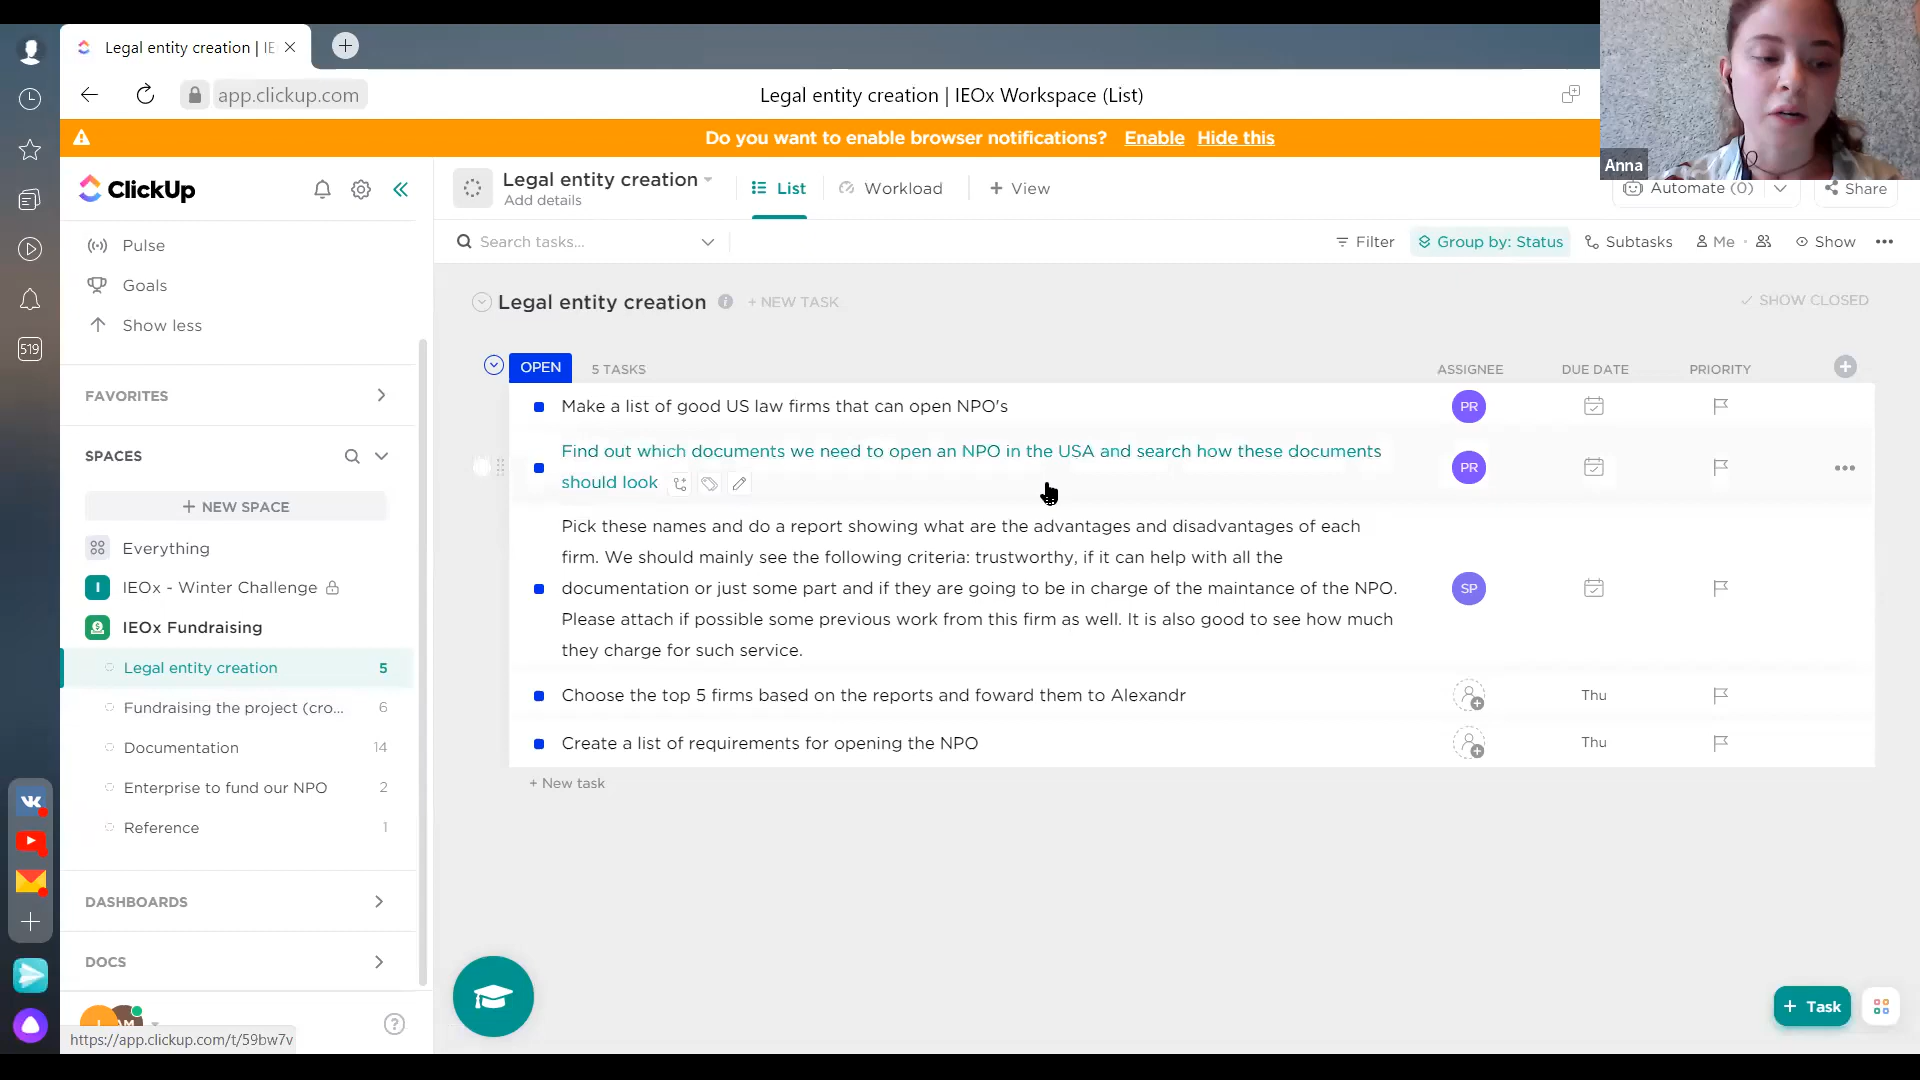 Legal entity creation | IE
app.clickup.com
Legal entity creation | IEOx Workspace (List)
Do you want to enable browser notifications? Enable Hide this
Anna
ClickUp
Legal entity creation
Add details
List
Workload
+ View
Automate (0)
Share
Pulse
Goals
Show less
Search tasks...
Filter
Group by: Status
Subtasks
Me
Show
519
FAVORITES
SPACES
+ NEW SPACE
Everything
I IEOx - Winter Challenge
IEOx Fundraising
Legal entity creation 5
Fundraising the project (cro... 6
Documentation 14
Enterprise to fund our NPO 2
Reference 1
DASHBOARDS
DOCS
https://app.clickup.com/t/59bw7v
Legal entity creation + NEW TASK
SHOW CLOSED
OPEN 5 TASKS ASSIGNEE DUE DATE PRIORITY
Make a list of good US law firms that can open NPO's PR
Find out which documents we need to open an NPO in the USA and search how these documents
should look
PR
Pick these names and do a report showing what are the advantages and disadvantages of each
firm. We should mainly see the following criteria: trustworthy, if it can help with all the
documentation or just some part and if they are going to be in charge of the maintance of the NPO.
Please attach if possible some previous work from this firm as well. It is also good to see how much
they charge for such service.
SP
Choose the top 5 firms based on the reports and foward them to Alexandr Thu
Create a list of requirements for opening the NPO Thu
+ New task
+ Task